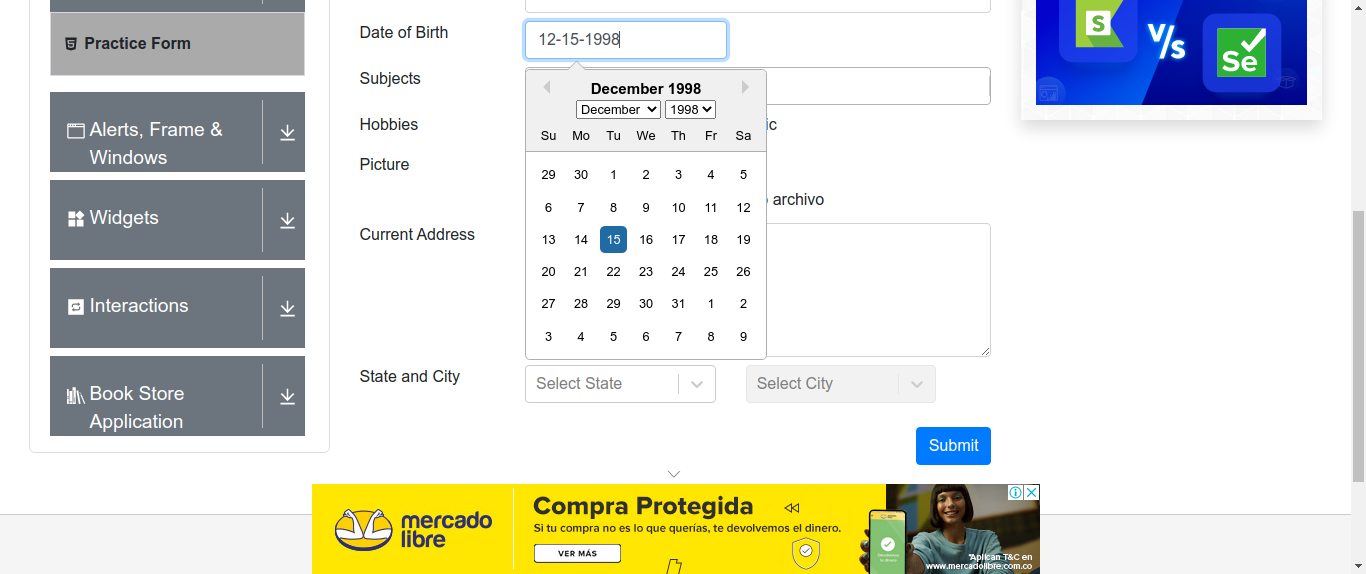 Practice Form
Alerts, Frame &
Windows
Widgets
Interactions
Book Store
Application
Date of Birth
12-15-1998
Subjects
Hobbies
ic
Picture
archivo
Current Address
December 1998
December 1998
Su Mo Tu We Th Fr Sa
29 30 1 2 3 4 5
6 7 8 9 10 11 12
13 14 15 16 17 18 19
20 21 22 23 24 25 26
27 28 29 30 31 1 2
3 4 5 6 7 8 9
State and City
Select State
Select City
Submit
S
V/s
Se
mercado
libre
Compra Protegida
Si tu compra no es lo que querías, te devolvemos el dinero.
VER MÁS
*Aplican T&C en
www.mercadolibre.com.co